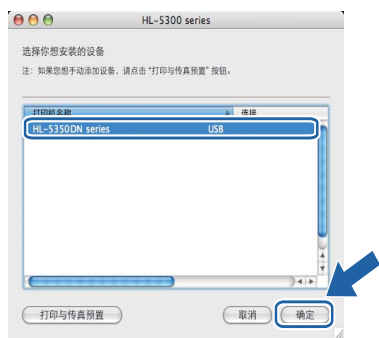 HL-5300 series
选择你想安装的设备
注: 如果您想手动添加设备, 请点击 "打印与传真预置" 按钮。
打印机名称 连接
HL-5350DN series USB
打印与传真预置 取消 确定